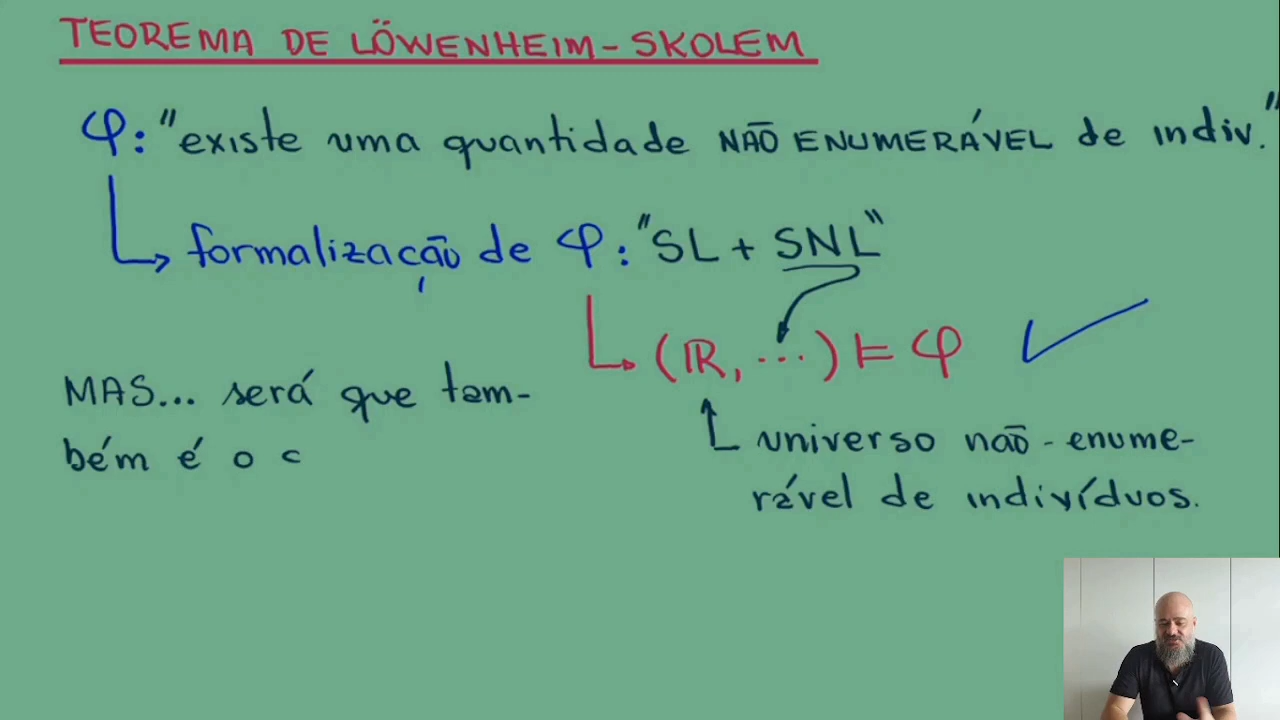 TEOREMA DE LÖWENHEIM-SKOLEM
φ: "existe uma quantidade NÃO ENUMERÁVEL de indiv."
formalização de φ: "SL + SNL"
(ℝ, ...) ⊨ φ ✓
MAS... será que tam-
bém é o c
universo não-enume-
rável de indivíduos.